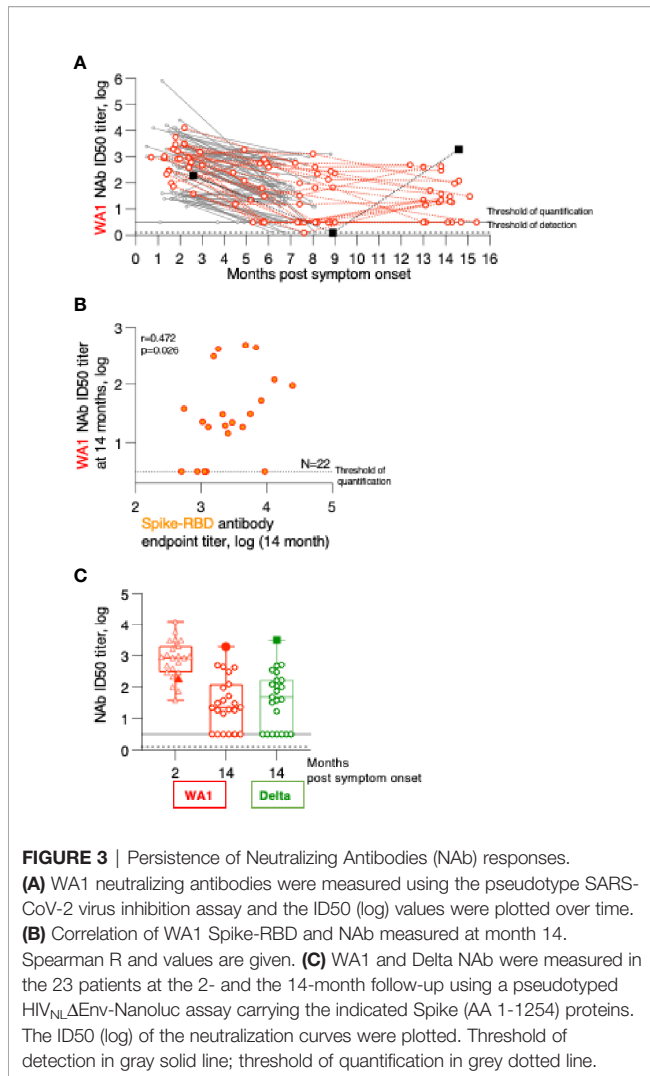 A
WA1 NAb ID50 titer, log
6
5
4
3
2
1
0
Threshold of quantification
Threshold of detection
0 1 2 3 4 5 6 7 8 9 10 11 12 13 14 15 16
Months post symptom onset
B
WA1 NAb ID50 titer
at 14 months, log
3
2
1
r=0.472
p=0.026
N=22
Threshold of
quantification
2 3 4 5
Spike-RBD antibody
endpoint titer, log (14 month)
C
NAb ID50 titer, log
5
4
3
2
1
0
2 14 14
Months
post symptom onset
WA1 Delta
FIGURE 3 | Persistence of Neutralizing Antibodies (NAb) responses.
(A) WA1 neutralizing antibodies were measured using the pseudotype SARS-
CoV-2 virus inhibition assay and the ID50 (log) values were plotted over time.
(B) Correlation of WA1 Spike-RBD and NAb measured at month 14.
Spearman R and values are given. (C) WA1 and Delta NAb were measured in
the 23 patients at the 2- and the 14-month follow-up using a pseudotyped
HIVNLΔEnv-Nanoluc assay carrying the indicated Spike (AA 1-1254) proteins.
The ID50 (log) of the neutralization curves were plotted. Threshold of
detection in gray solid line; threshold of quantification in grey dotted line.